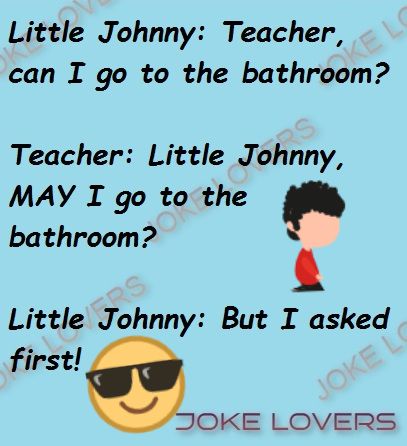 Little Johnny: Teacher,
can I go to the bathroom?
Teacher: Little Johnny,
MAY I go to the
bathroom?
Little Johnny: But I asked
first!
JOKE LOVERS